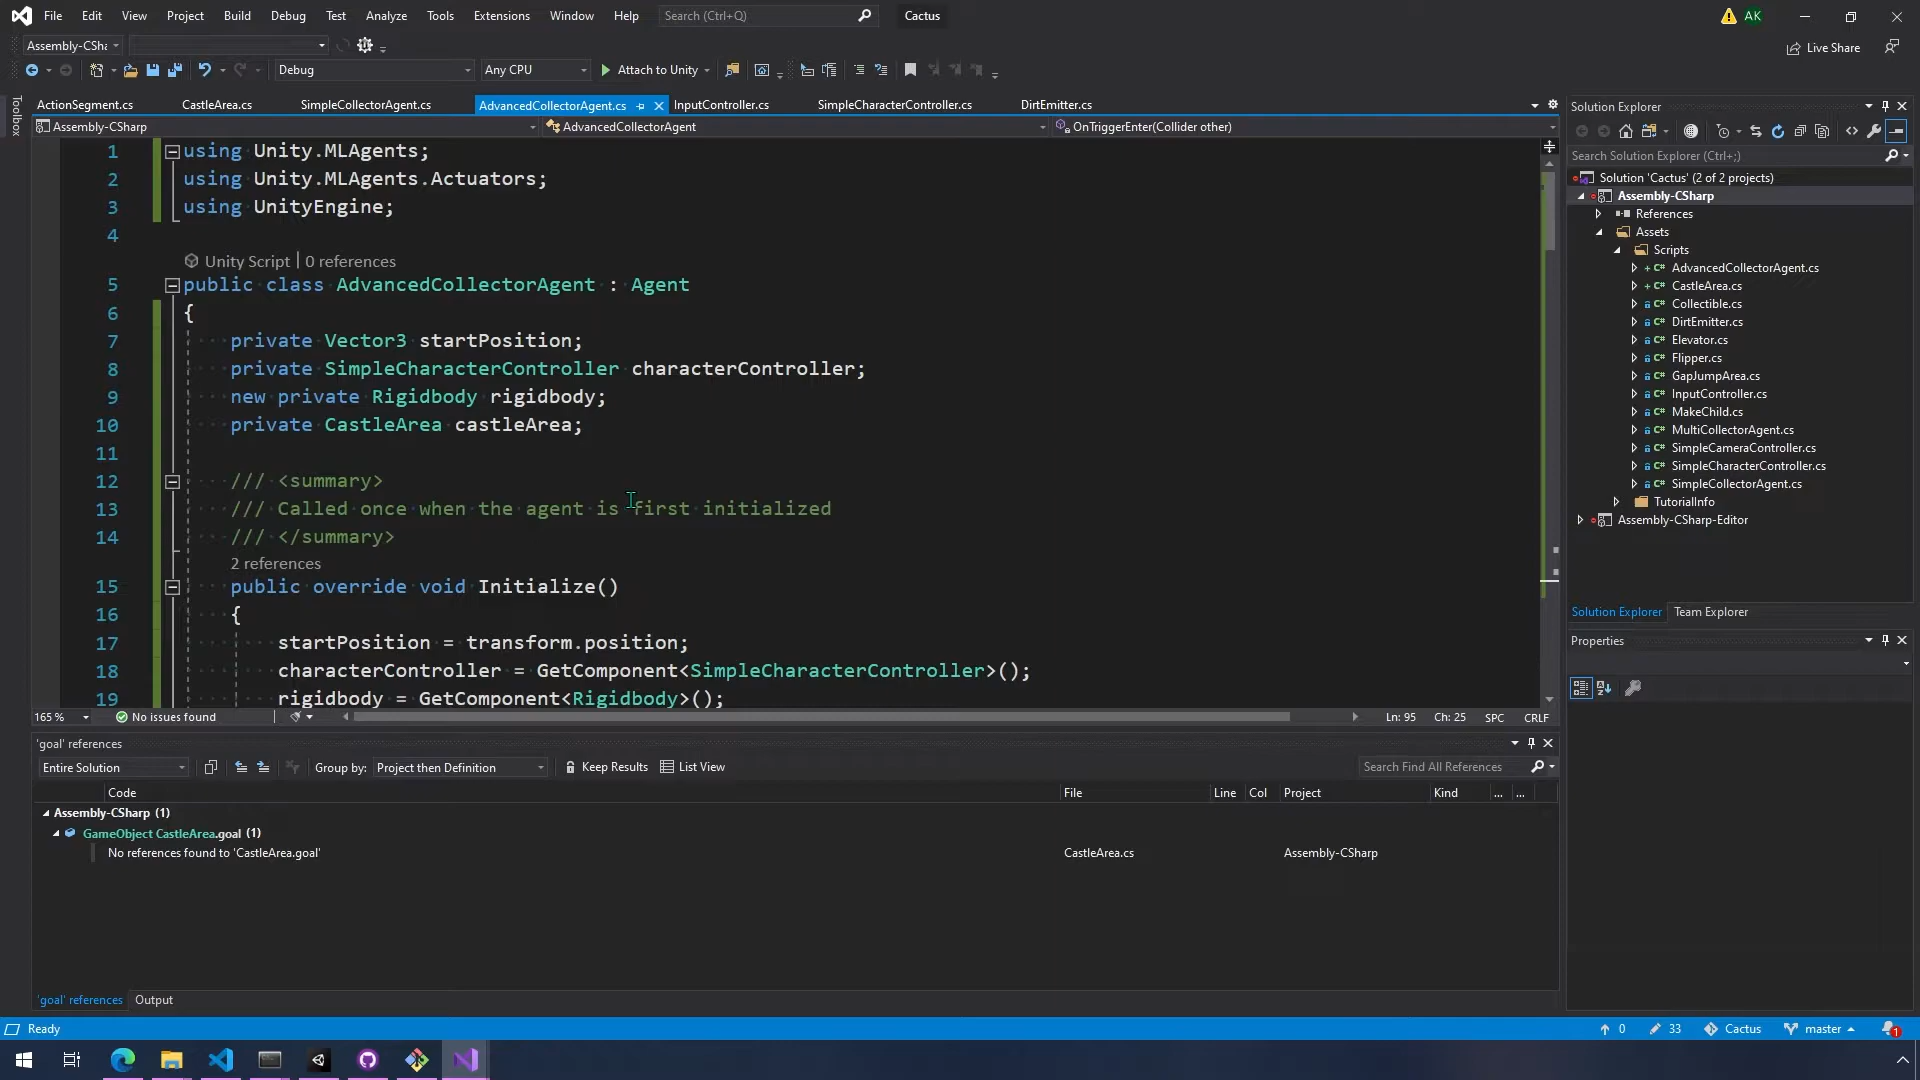 File Edit View Project Build Debug Test Analyze Tools Extensions Window Help Search (Ctrl+Q) Cactus AK
Assembly-CSha
Live Share
Debug Any CPU Attach to Unity
Toolbox
ActionSegment.cs CastleArea.cs SimpleCollectorAgent.cs AdvancedCollectorAgent.cs InputController.cs SimpleCharacterController.cs DirtEmitter.cs
Assembly-CSharp AdvancedCollectorAgent OnTriggerEnter(Collider other)
1 using Unity.MLAgents;
2 using Unity.MLAgents.Actuators;
3 using UnityEngine;
4
Unity Script | 0 references
5 public class AdvancedCollectorAgent : Agent
6 {
7 private Vector3 startPosition;
8 private SimpleCharacterController characterController;
9 new private Rigidbody rigidbody;
10 private CastleArea castleArea;
11
12 /// <summary>
13 /// Called once when the agent is first initialized
14 /// </summary>
2 references
15 public override void Initialize()
16 {
17 startPosition = transform.position;
18 characterController = GetComponent<SimpleCharacterController>();
19 rigidbody = GetComponent<Rigidbody>();
165 % No issues found Ln: 95 Ch: 25 SPC CRLF
'goal' references
Entire Solution Group by: Project then Definition Keep Results List View Search Find All References
Code File Line Col Project Kind ... ...
Assembly-CSharp (1)
GameObject CastleArea.goal (1)
No references found to 'CastleArea.goal' CastleArea.cs Assembly-CSharp
'goal' references Output
Solution Explorer
Search Solution Explorer (Ctrl+;)
Solution 'Cactus' (2 of 2 projects)
Assembly-CSharp
References
Assets
Scripts
AdvancedCollectorAgent.cs
CastleArea.cs
Collectible.cs
DirtEmitter.cs
Elevator.cs
Flipper.cs
GapJumpArea.cs
InputController.cs
MakeChild.cs
MultiCollectorAgent.cs
SimpleCameraController.cs
SimpleCharacterController.cs
SimpleCollectorAgent.cs
TutorialInfo
Assembly-CSharp-Editor
Solution Explorer Team Explorer
Properties
Ready 0 33 Cactus master 1